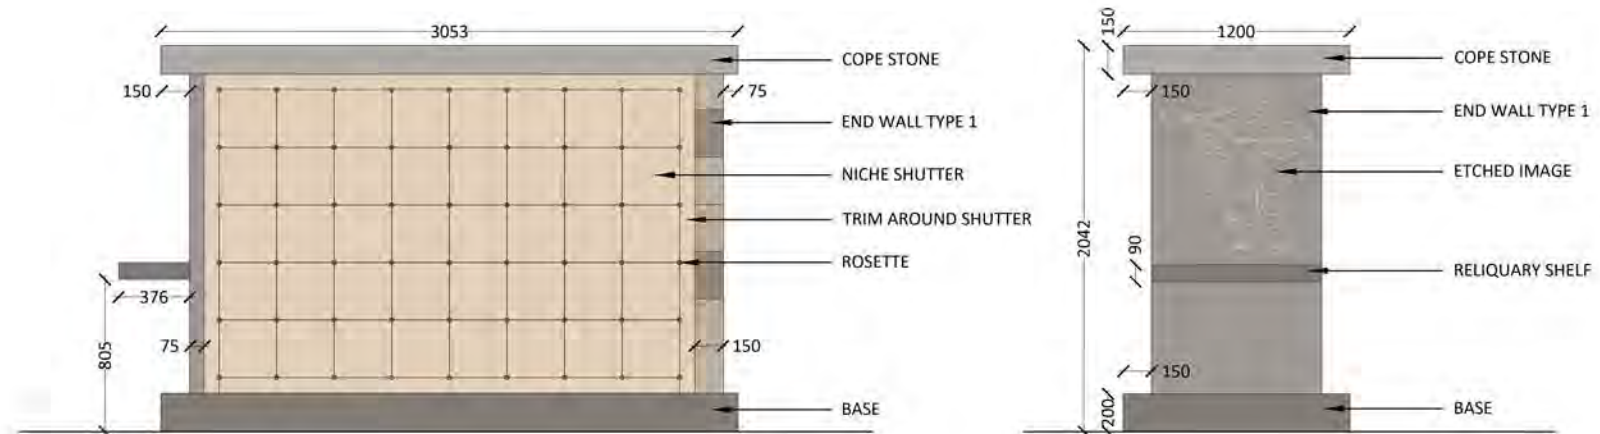 3053
COPE STONE
150
75
END WALL TYPE 1
NICHE SHUTTER
TRIM AROUND SHUTTER
ROSETTE
376
805
75
150
BASE
150
1200
COPE STONE
150
END WALL TYPE 1
ETCHED IMAGE
2042
90
RELIQUARY SHELF
150
200
BASE